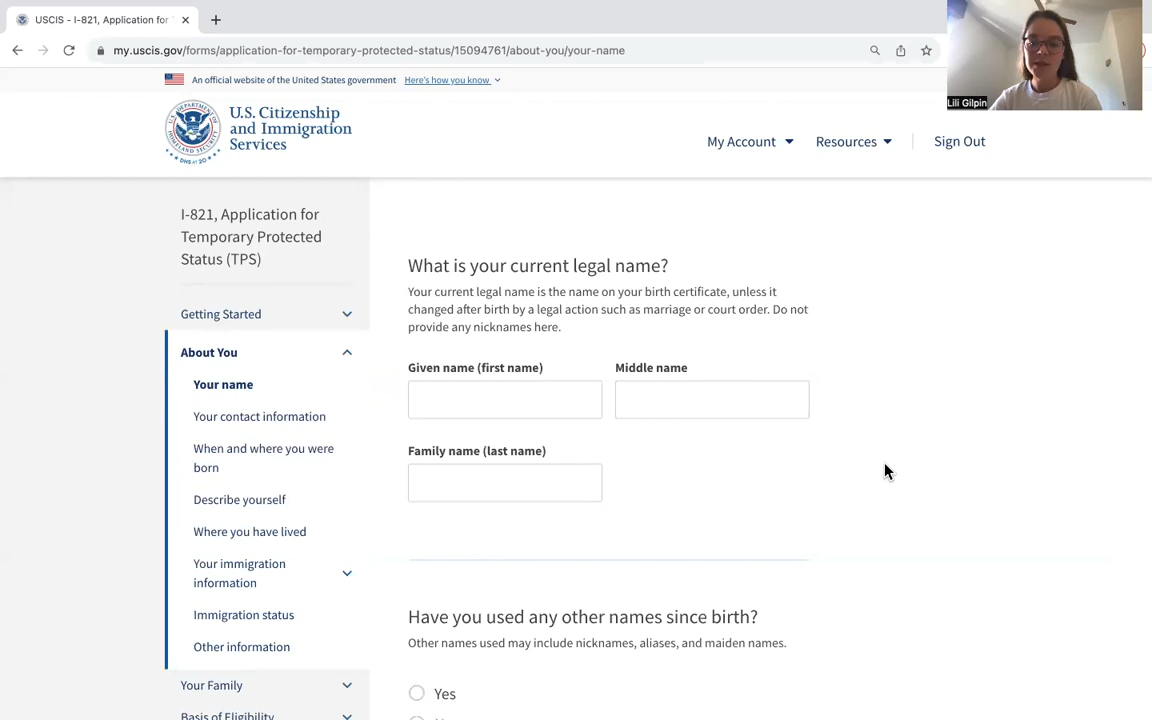 USCIS - I-821, Application for
my.uscis.gov/forms/application-for-temporary-protected-status/15094761/about-you/your-name
An official website of the United States government Here's how you know
Lili Gilpin
U.S. Citizenship
and Immigration
Services
My Account
Resources
Sign Out
I-821, Application for
Temporary Protected
Status (TPS)
Getting Started
About You
Your name
Your contact information
When and where you were
born
Describe yourself
Where you have lived
Your immigration
information
Immigration status
Other information
Your Family
Basis of Eligibility
What is your current legal name?
Your current legal name is the name on your birth certificate, unless it
changed after birth by a legal action such as marriage or court order. Do not
provide any nicknames here.
Given name (first name)
Middle name
Family name (last name)
Have you used any other names since birth?
Other names used may include nicknames, aliases, and maiden names.
Yes